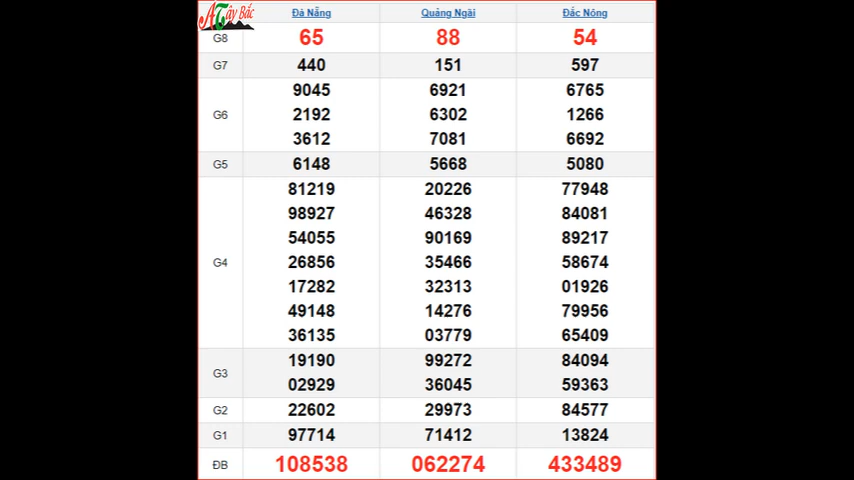 ATây Bắc
Đà Nẵng Quảng Ngãi Đắc Nông
G8 65 88 54
G7 440 151 597
9045 6921 6765
G6 2192 6302 1266
3612 7081 6692
G5 6148 5668 5080
81219 20226 77948
98927 46328 84081
54055 90169 89217
G4 26856 35466 58674
17282 32313 01926
49148 14276 79956
36135 03779 65409
19190 99272 84094
G3
02929 36045 59363
G2 22602 29973 84577
G1 97714 71412 13824
ĐB 108538 062274 433489